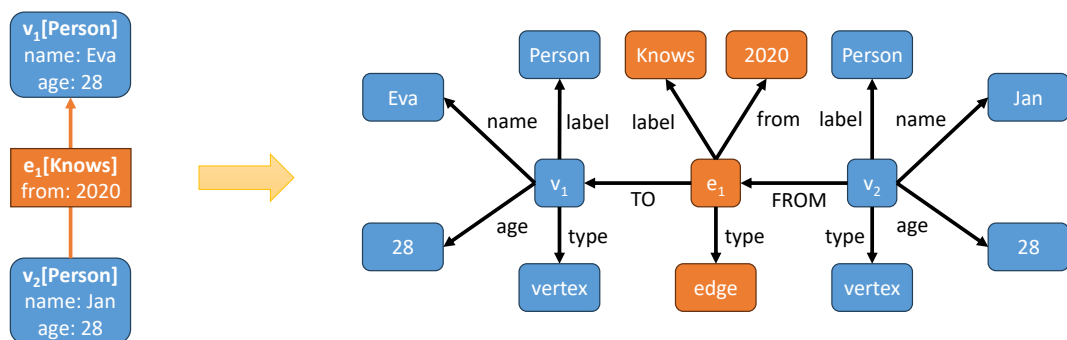 v₁[Person]
name: Eva
age: 28
e₁[Knows]
from: 2020
v₂[Person]
name: Jan
age: 28
Person
Knows
2020
Person
Eva
Jan
name
label
label
from
label
name
v₁
TO
e₁
FROM
v₂
28
age
type
type
type
age
28
vertex
edge
vertex